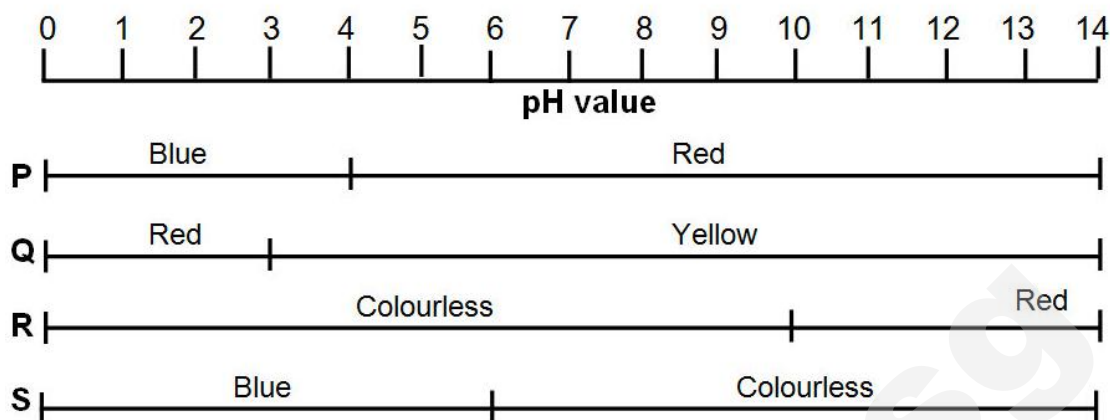 0 1 2 3 4 5 6 7 8 9 10 11 12 13 14
pH value
P Blue Red
Q Red Yellow
R Colourless Red
S Blue Colourless
sg